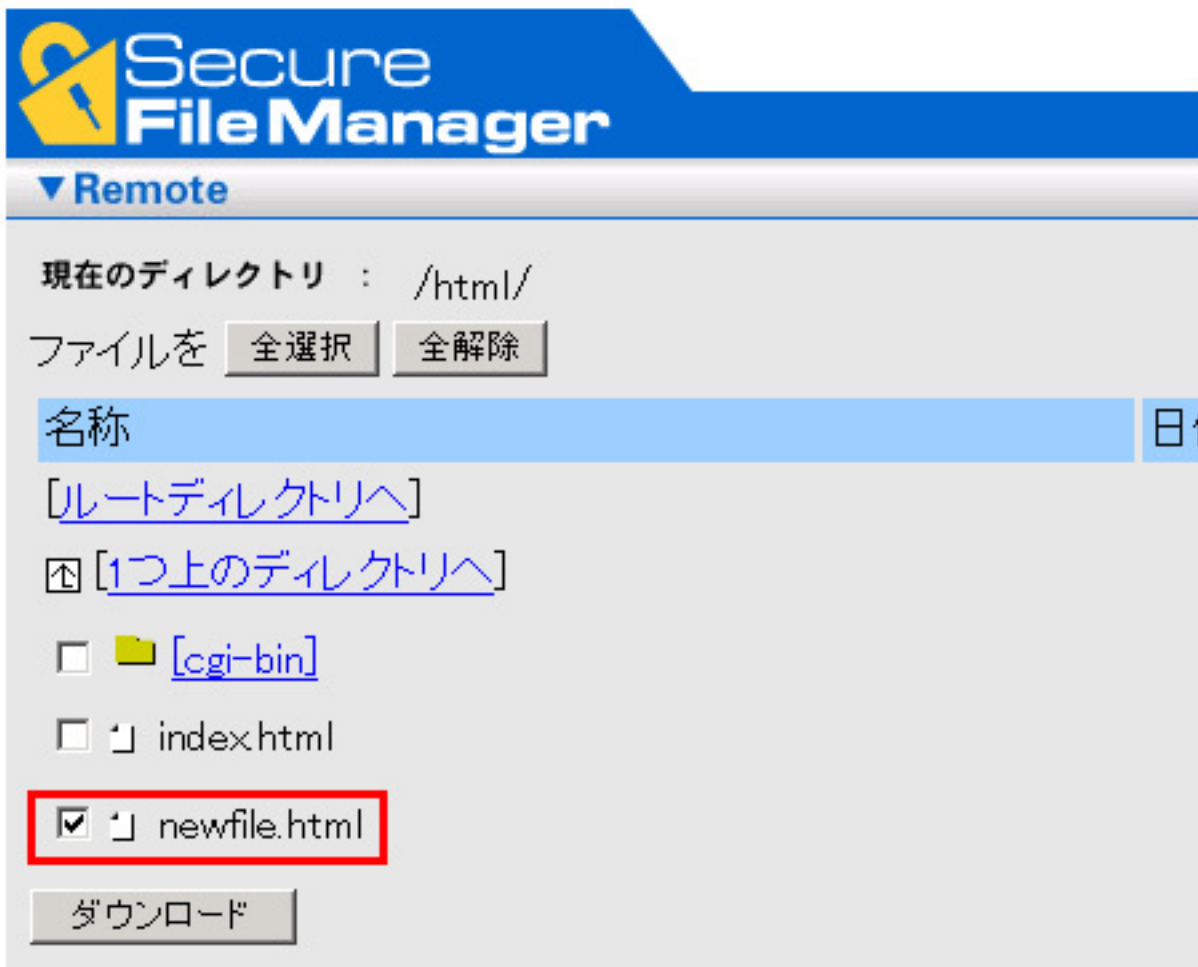 Secure
FileManager
▼Remote
現在のディレクトリ : /html/
ファイルを 全選択 全解除
名称 日
[ルートディレクトリへ]
[1つ上のディレクトリへ]
[cgi-bin]
index.html
newfile.html
ダウンロード